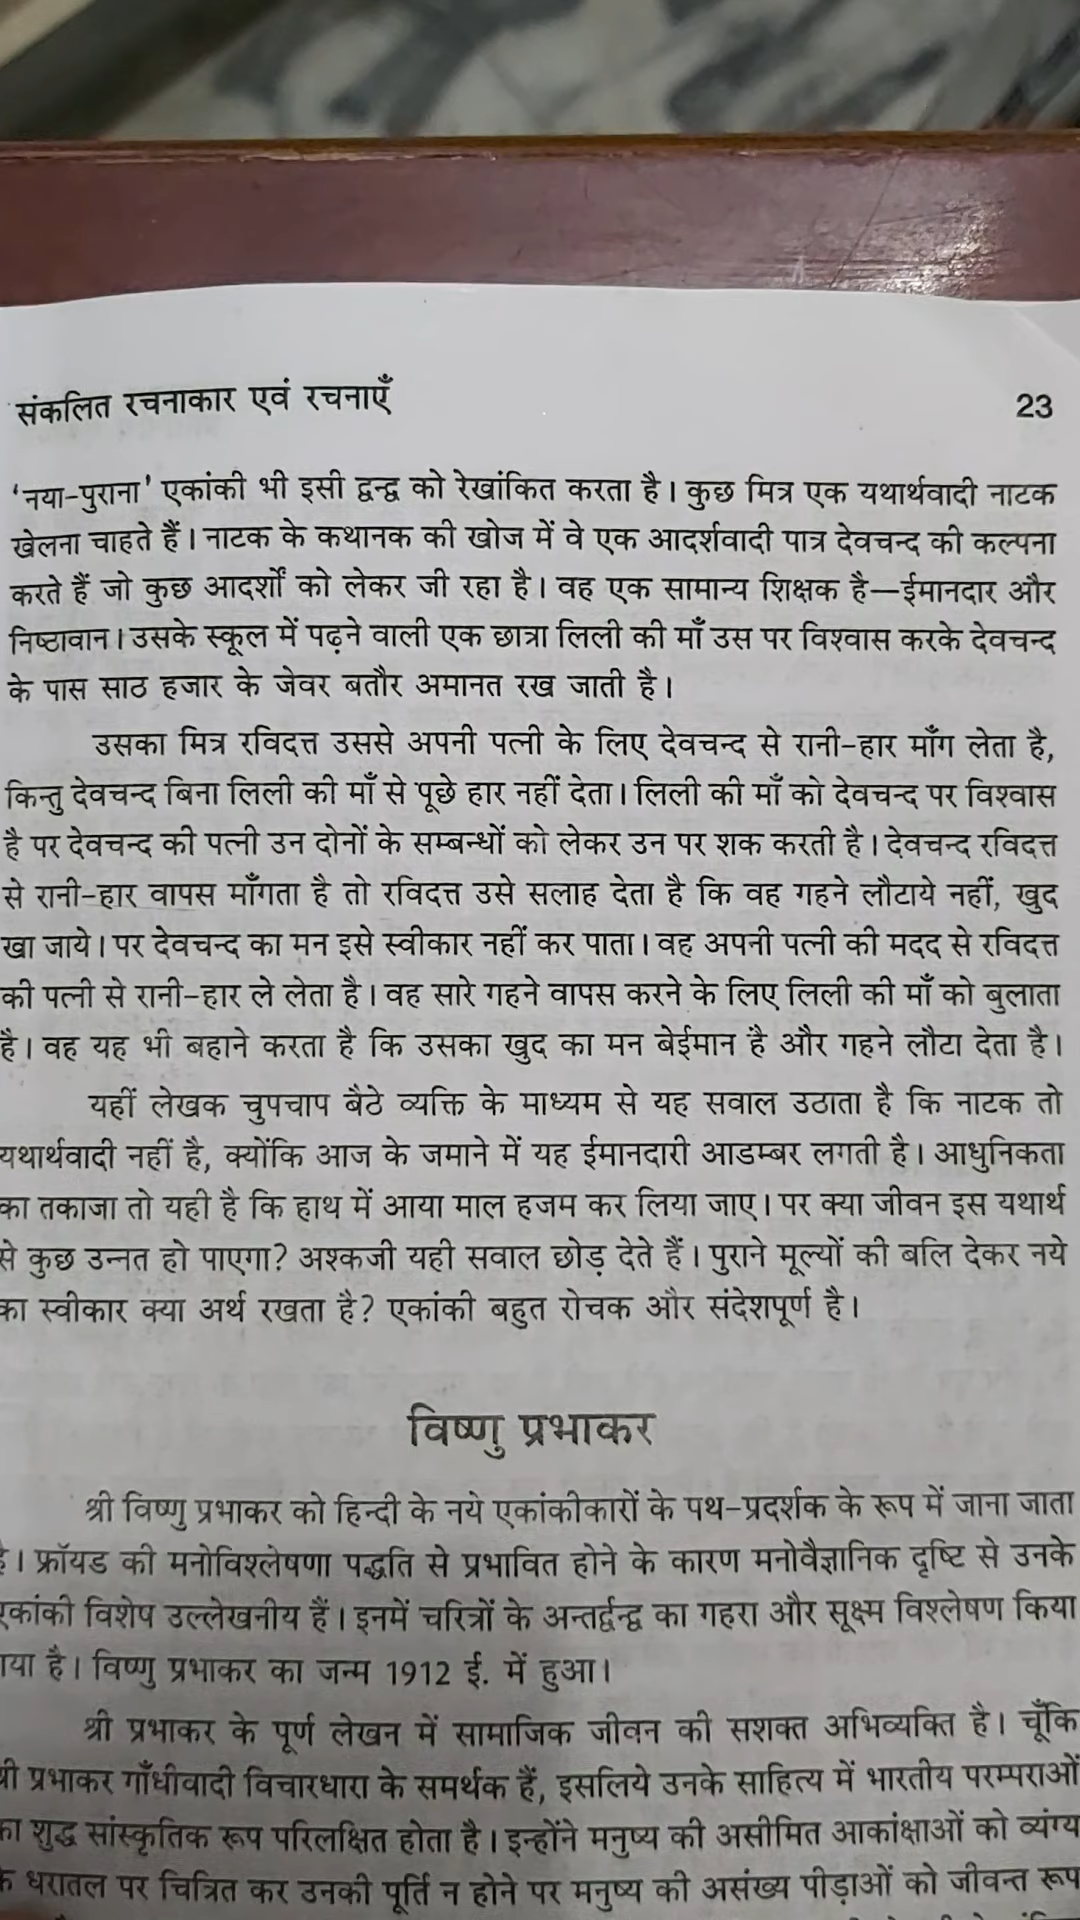 संकलित रचनाकार एवं रचनाएँ 23
‘नया-पुराना’ एकांकी भी इसी द्वन्द्व को रेखांकित करता है। कुछ मित्र एक यथार्थवादी नाटक
खेलना चाहते हैं। नाटक के कथानक की खोज में वे एक आदर्शवादी पात्र देवचन्द की कल्पना
करते हैं जो कुछ आदर्शों को लेकर जी रहा है। वह एक सामान्य शिक्षक है—ईमानदार और
निष्ठावान। उसके स्कूल में पढ़ने वाली एक छात्रा लिली की माँ उस पर विश्वास करके देवचन्द
के पास साठ हजार के जेवर बतौर अमानत रख जाती है।
उसका मित्र रविदत्त उससे अपनी पत्नी के लिए देवचन्द से रानी-हार माँग लेता है,
किन्तु देवचन्द बिना लिली की माँ से पूछे हार नहीं देता। लिली की माँ को देवचन्द पर विश्वास
है पर देवचन्द की पत्नी उन दोनों के सम्बन्धों को लेकर उन पर शक करती है। देवचन्द रविदत्त
से रानी-हार वापस माँगता है तो रविदत्त उसे सलाह देता है कि वह गहने लौटाये नहीं, खुद
खा जाये। पर देवचन्द का मन इसे स्वीकार नहीं कर पाता। वह अपनी पत्नी की मदद से रविदत्त
की पत्नी से रानी-हार ले लेता है। वह सारे गहने वापस करने के लिए लिली की माँ को बुलाता
है। वह यह भी बहाने करता है कि उसका खुद का मन बेईमान है और गहने लौटा देता है।
यहीं लेखक चुपचाप बैठे व्यक्ति के माध्यम से यह सवाल उठाता है कि नाटक तो
यथार्थवादी नहीं है, क्योंकि आज के जमाने में यह ईमानदारी आडम्बर लगती है। आधुनिकता
का तकाजा तो यही है कि हाथ में आया माल हजम कर लिया जाए। पर क्या जीवन इस यथार्थ
से कुछ उन्नत हो पाएगा? अश्कजी यही सवाल छोड़ देते हैं। पुराने मूल्यों की बलि देकर नये
का स्वीकार क्या अर्थ रखता है? एकांकी बहुत रोचक और संदेशपूर्ण है।
विष्णु प्रभाकर
श्री विष्णु प्रभाकर को हिन्दी के नये एकांकीकारों के पथ-प्रदर्शक के रूप में जाना जाता
है। फ्रॉयड की मनोविश्लेषणा पद्धति से प्रभावित होने के कारण मनोवैज्ञानिक दृष्टि से उनके
एकांकी विशेष उल्लेखनीय हैं। इनमें चरित्रों के अन्तर्द्वन्द्व का गहरा और सूक्ष्म विश्लेषण किया
गया है। विष्णु प्रभाकर का जन्म 1912 ई. में हुआ।
श्री प्रभाकर के पूर्ण लेखन में सामाजिक जीवन की सशक्त अभिव्यक्ति है। चूँकि
श्री प्रभाकर गाँधीवादी विचारधारा के समर्थक हैं, इसलिये उनके साहित्य में भारतीय परम्पराओं
का शुद्ध सांस्कृतिक रूप परिलक्षित होता है। इन्होंने मनुष्य की असीमित आकांक्षाओं को व्यंग्य
के धरातल पर चित्रित कर उनकी पूर्ति न होने पर मनुष्य की असंख्य पीड़ाओं को जीवन्त रूप